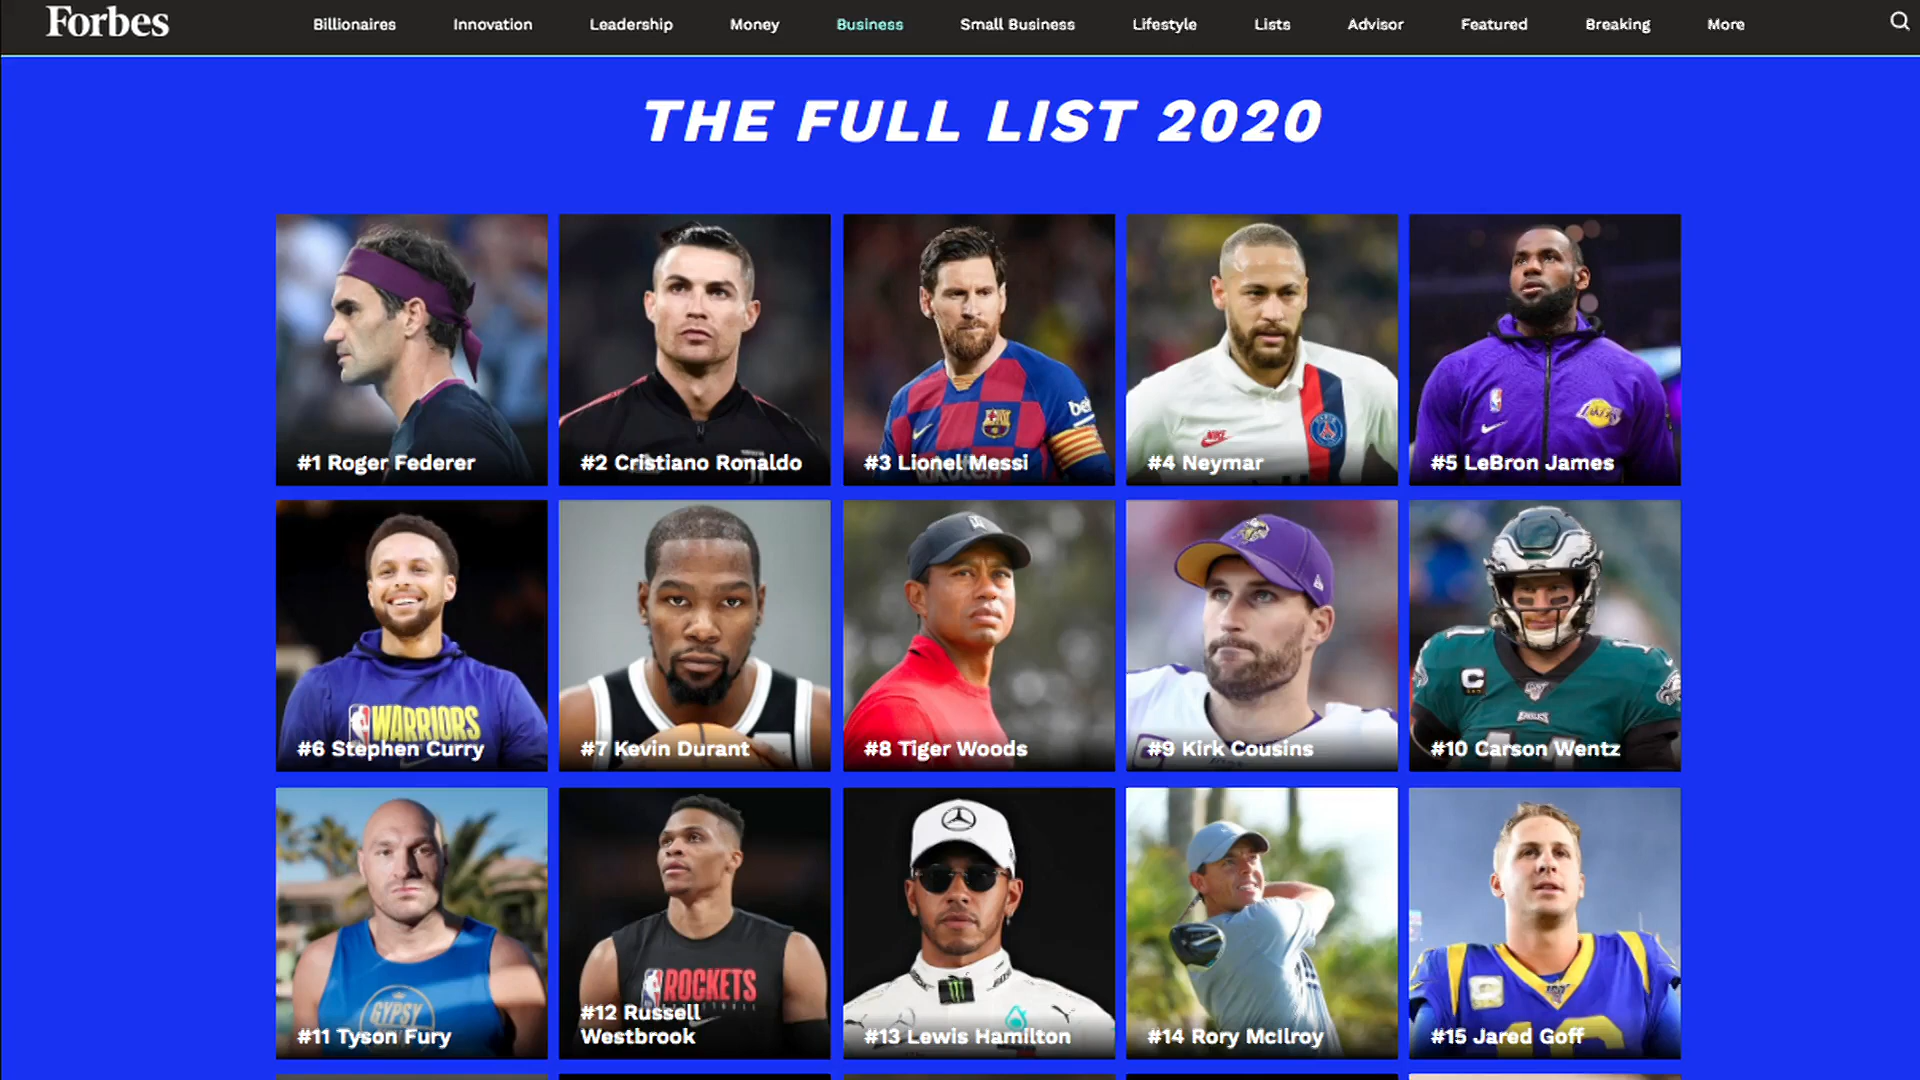 Forbes
Billionaires Innovation Leadership Money Business Small Business Lifestyle Lists Advisor Featured Breaking More
THE FULL LIST 2020
#1 Roger Federer
#2 Cristiano Ronaldo
#3 Lionel Messi
#4 Neymar
#5 LeBron James
WARRIORS
#6 Stephen Curry
#7 Kevin Durant
#8 Tiger Woods
#9 Kirk Cousins
#10 Carson Wentz
GYPSY
#11 Tyson Fury
ROCKETS
#12 Russell
Westbrook
#13 Lewis Hamilton
#14 Rory McIlroy
#15 Jared Goff